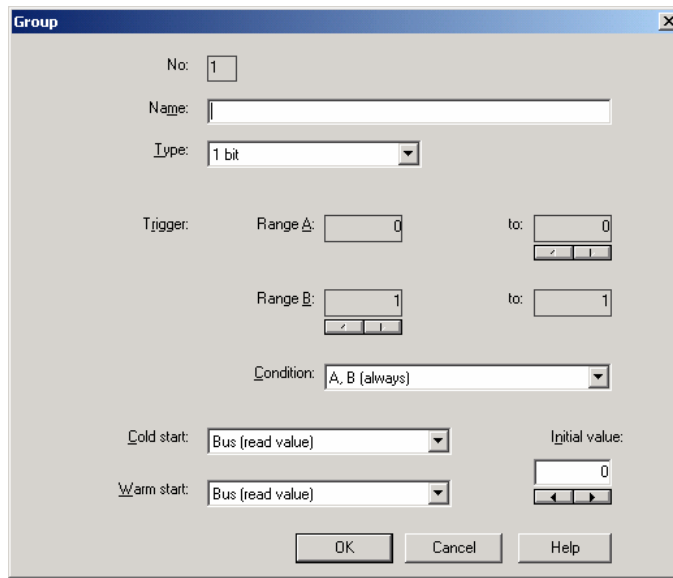 Group
No: 1
Name:
Type: 1 bit
Trigger: Range A: 0 to: 0
Range B: 1 to: 1
Condition: A, B (always)
Cold start: Bus (read value) Initial value:
0
Warm start: Bus (read value)
OK Cancel Help